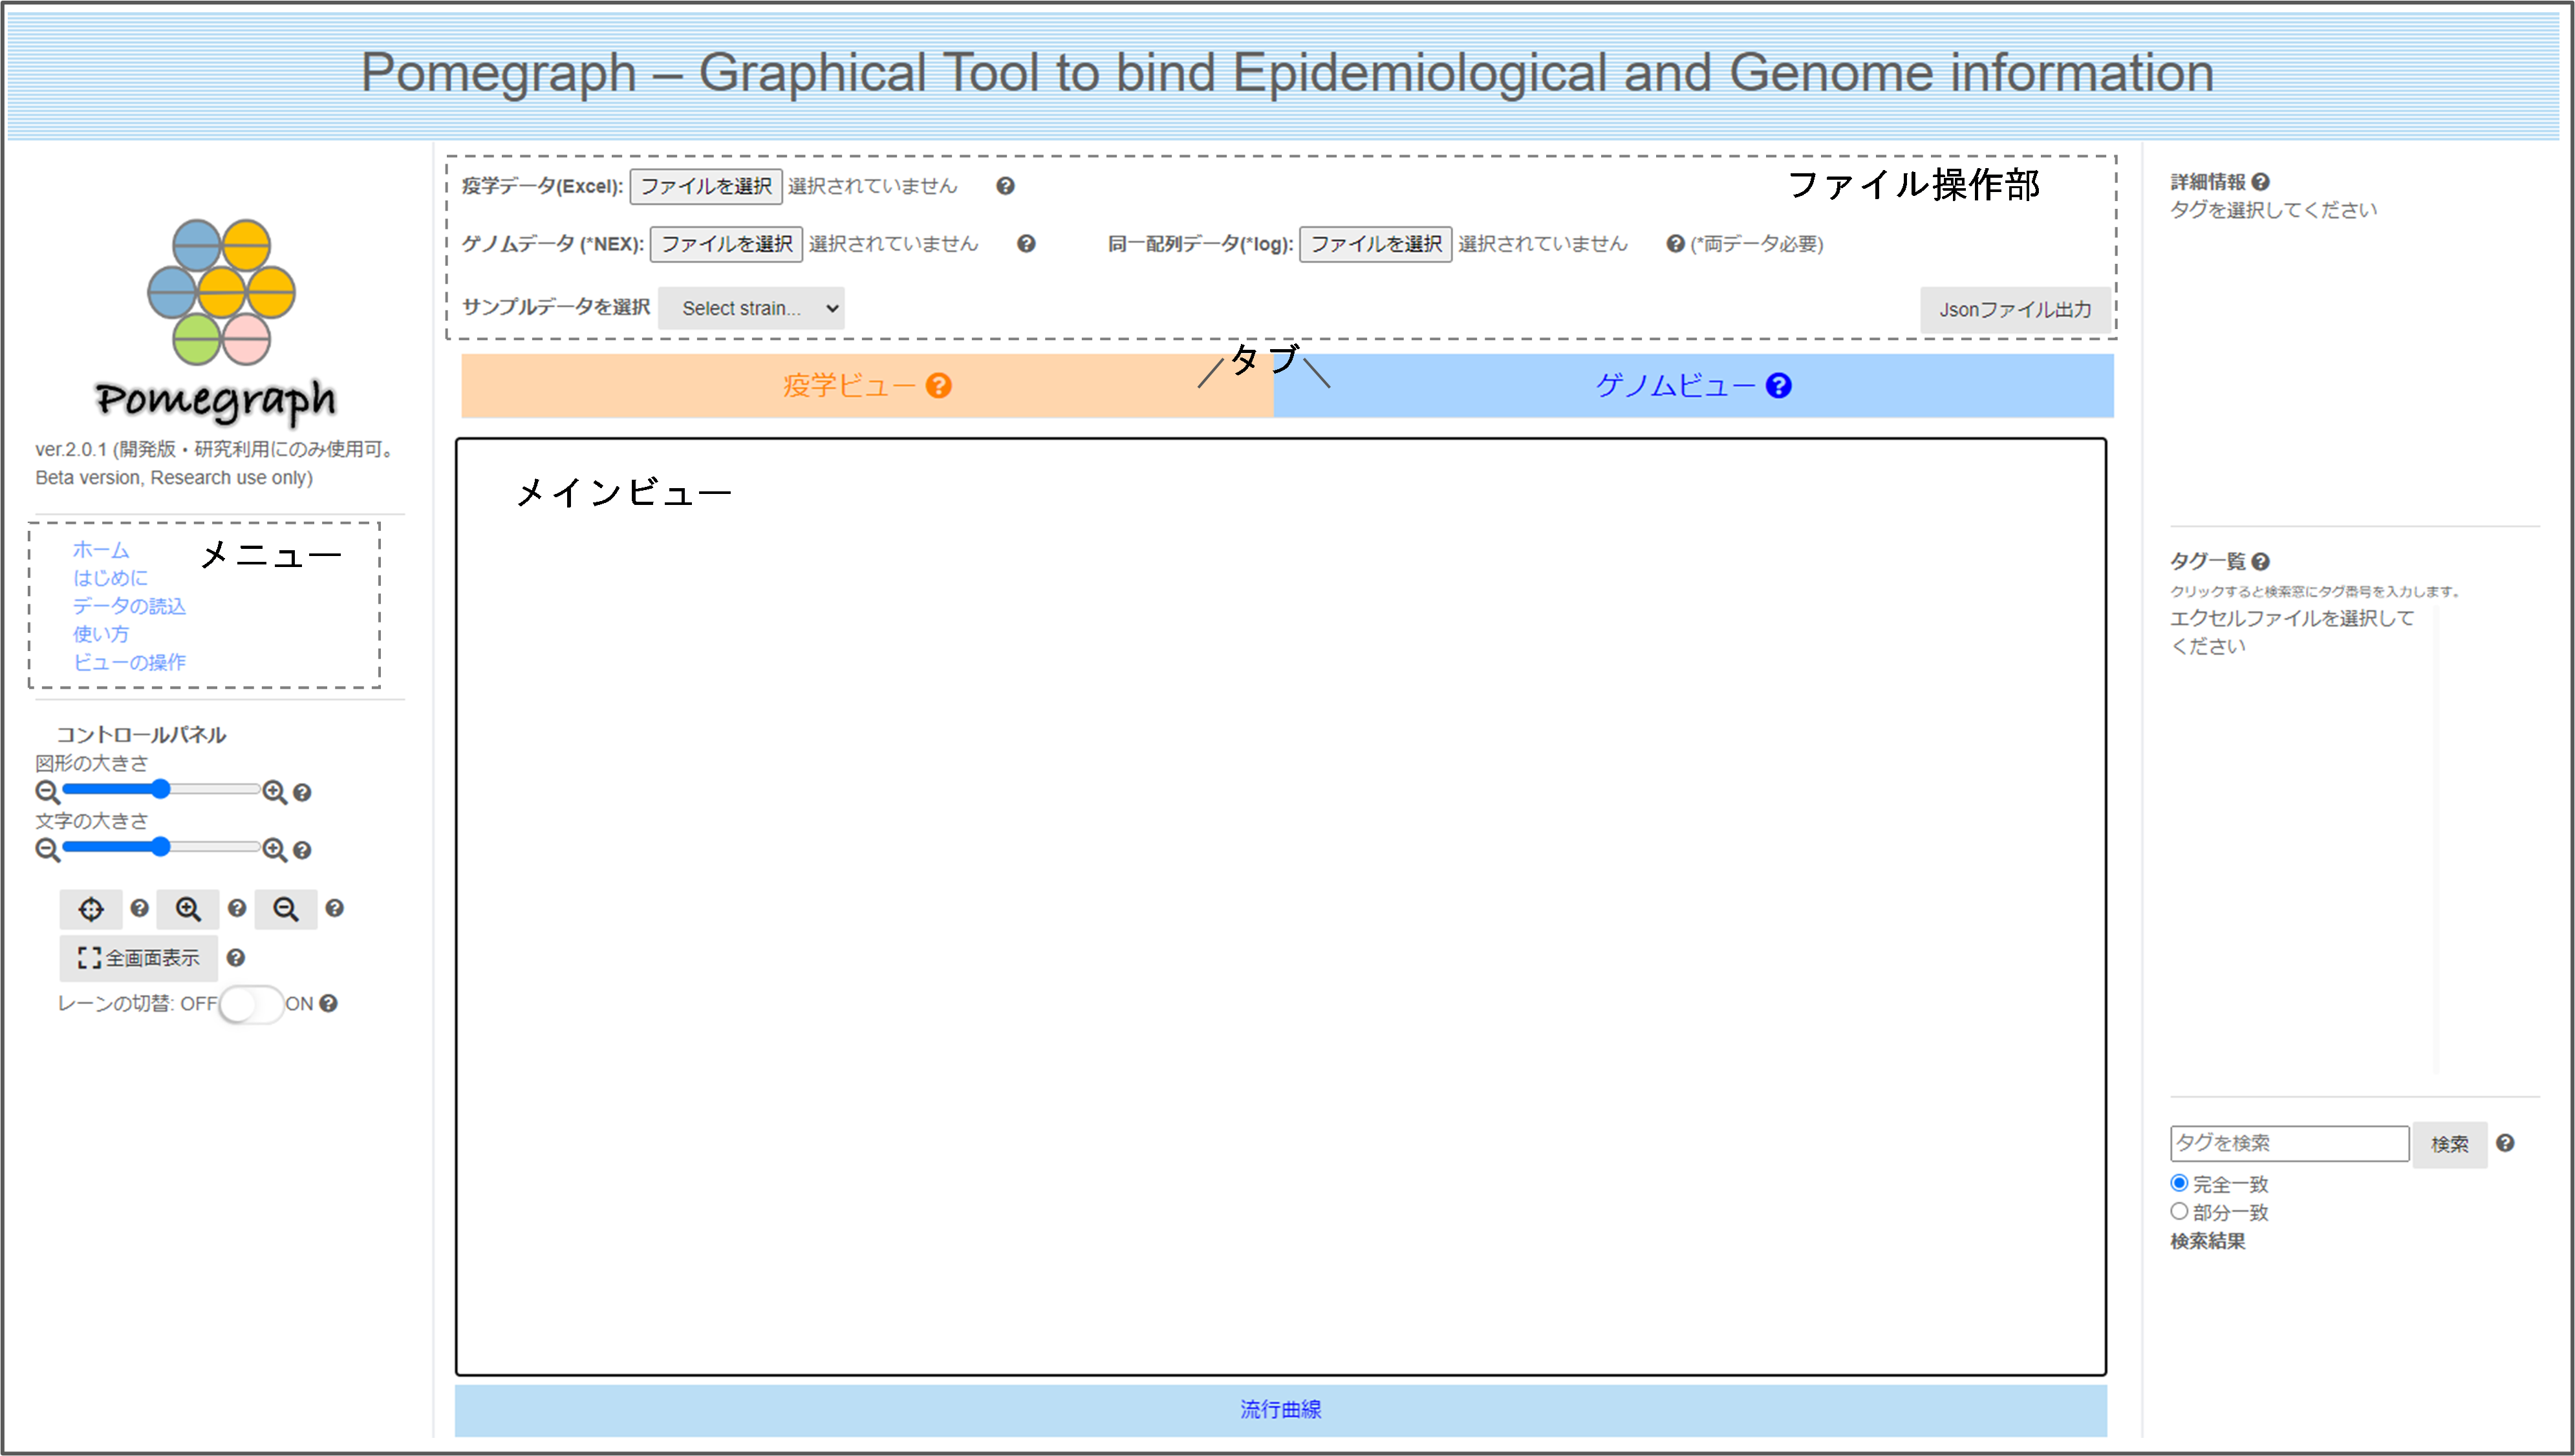 Pomegraph – Graphical Tool to bind Epidemiological and Genome information
Pomegraph
ver.2.0.1 (開発版・研究利用にのみ使用可。
Beta version, Research use only)
メニュー
ホーム
はじめに
データの読込
使い方
ビューの操作
コントロールパネル
図形の大きさ
文字の大きさ
全画面表示
レーンの切替: OFF ON
疫学データ(Excel): ファイルを選択 選択されていません
ファイル操作部
ゲノムデータ (*NEX): ファイルを選択 選択されていません 同一配列データ(*log): ファイルを選択 選択されていません (*両データ必要)
サンプルデータを選択 Select strain... Jsonファイル出力
タブ
疫学ビュー ゲノムビュー
メインビュー
流行曲線
詳細情報
タグを選択してください
タグ一覧
クリックすると検索窓にタグ番号を入力します。
エクセルファイルを選択して
ください
タグを検索 検索
完全一致
部分一致
検索結果